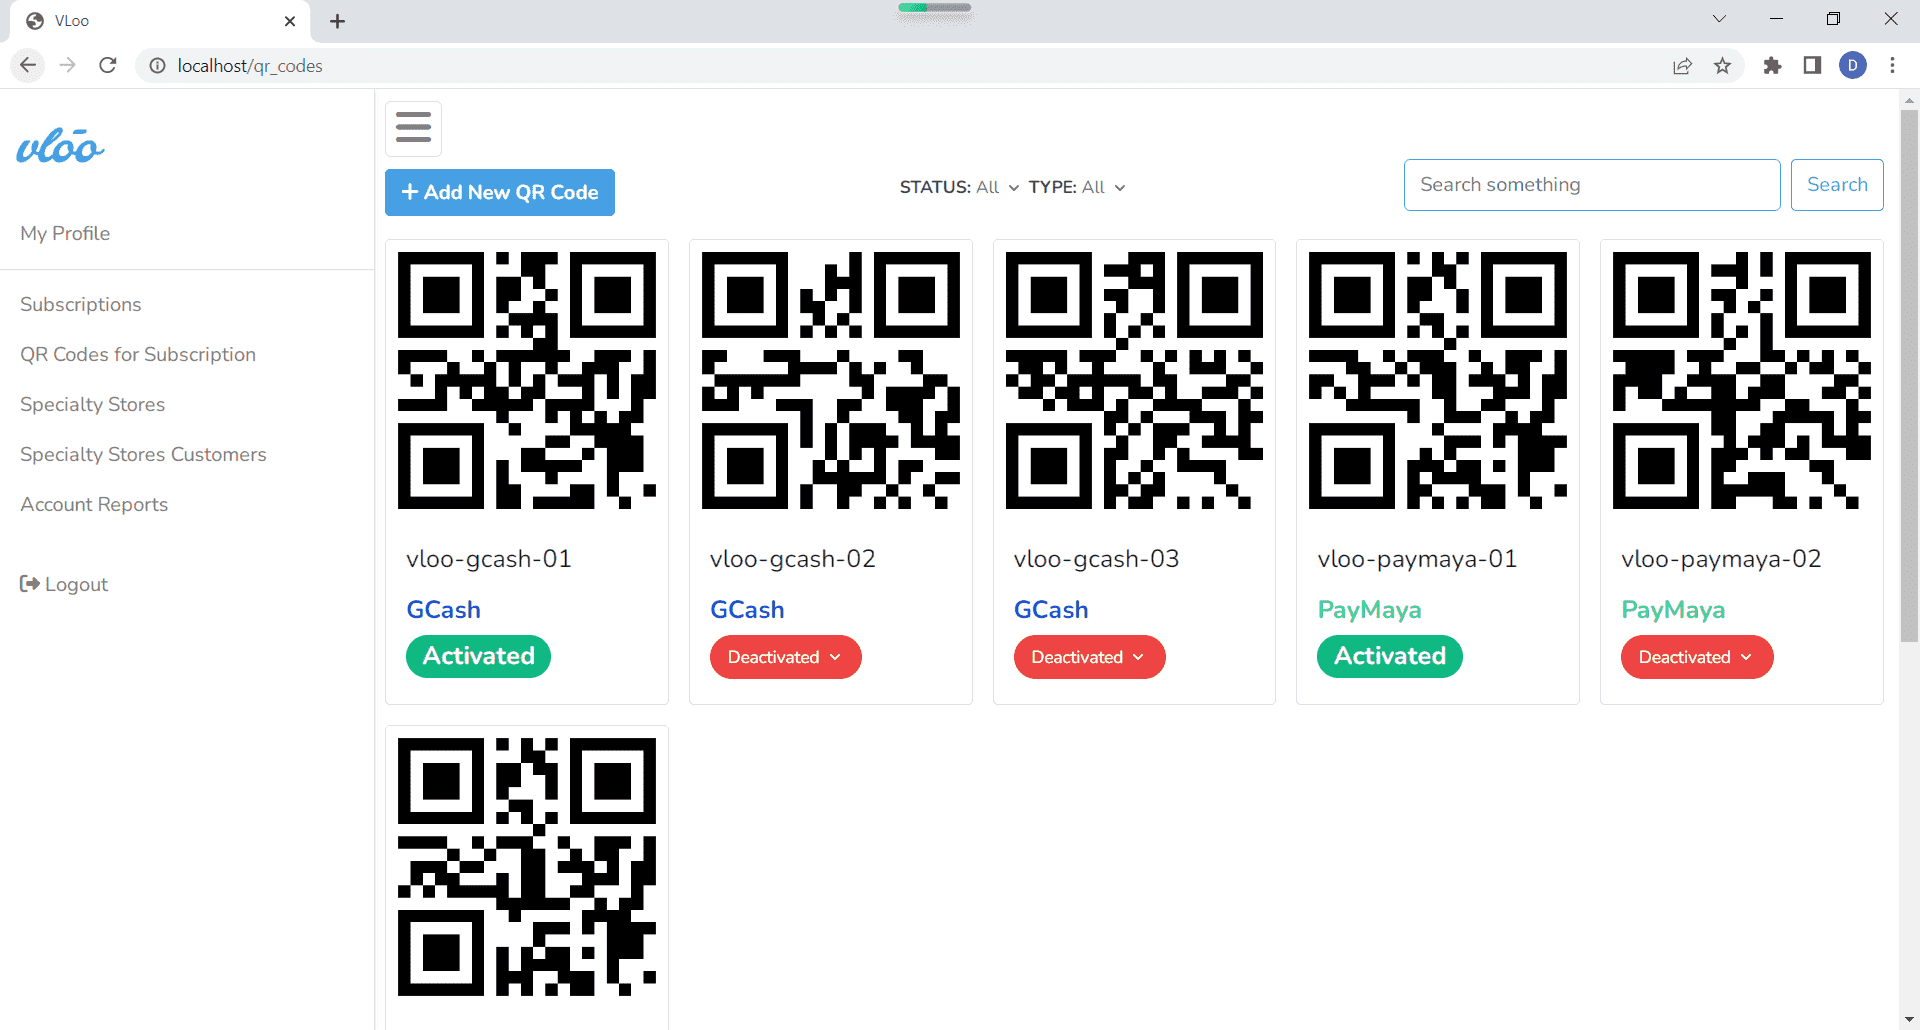 VLoo
localhost/qr_codes
D
vloo
My Profile
Subscriptions
QR Codes for Subscription
Specialty Stores
Specialty Stores Customers
Account Reports
Logout
Add New QR Code
STATUS: All TYPE: All
Search something
Search
vloo-gcash-01
GCash
Activated
vloo-gcash-02
GCash
Deactivated
vloo-gcash-03
GCash
Deactivated
vloo-paymaya-01
PayMaya
Activated
vloo-paymaya-02
PayMaya
Deactivated